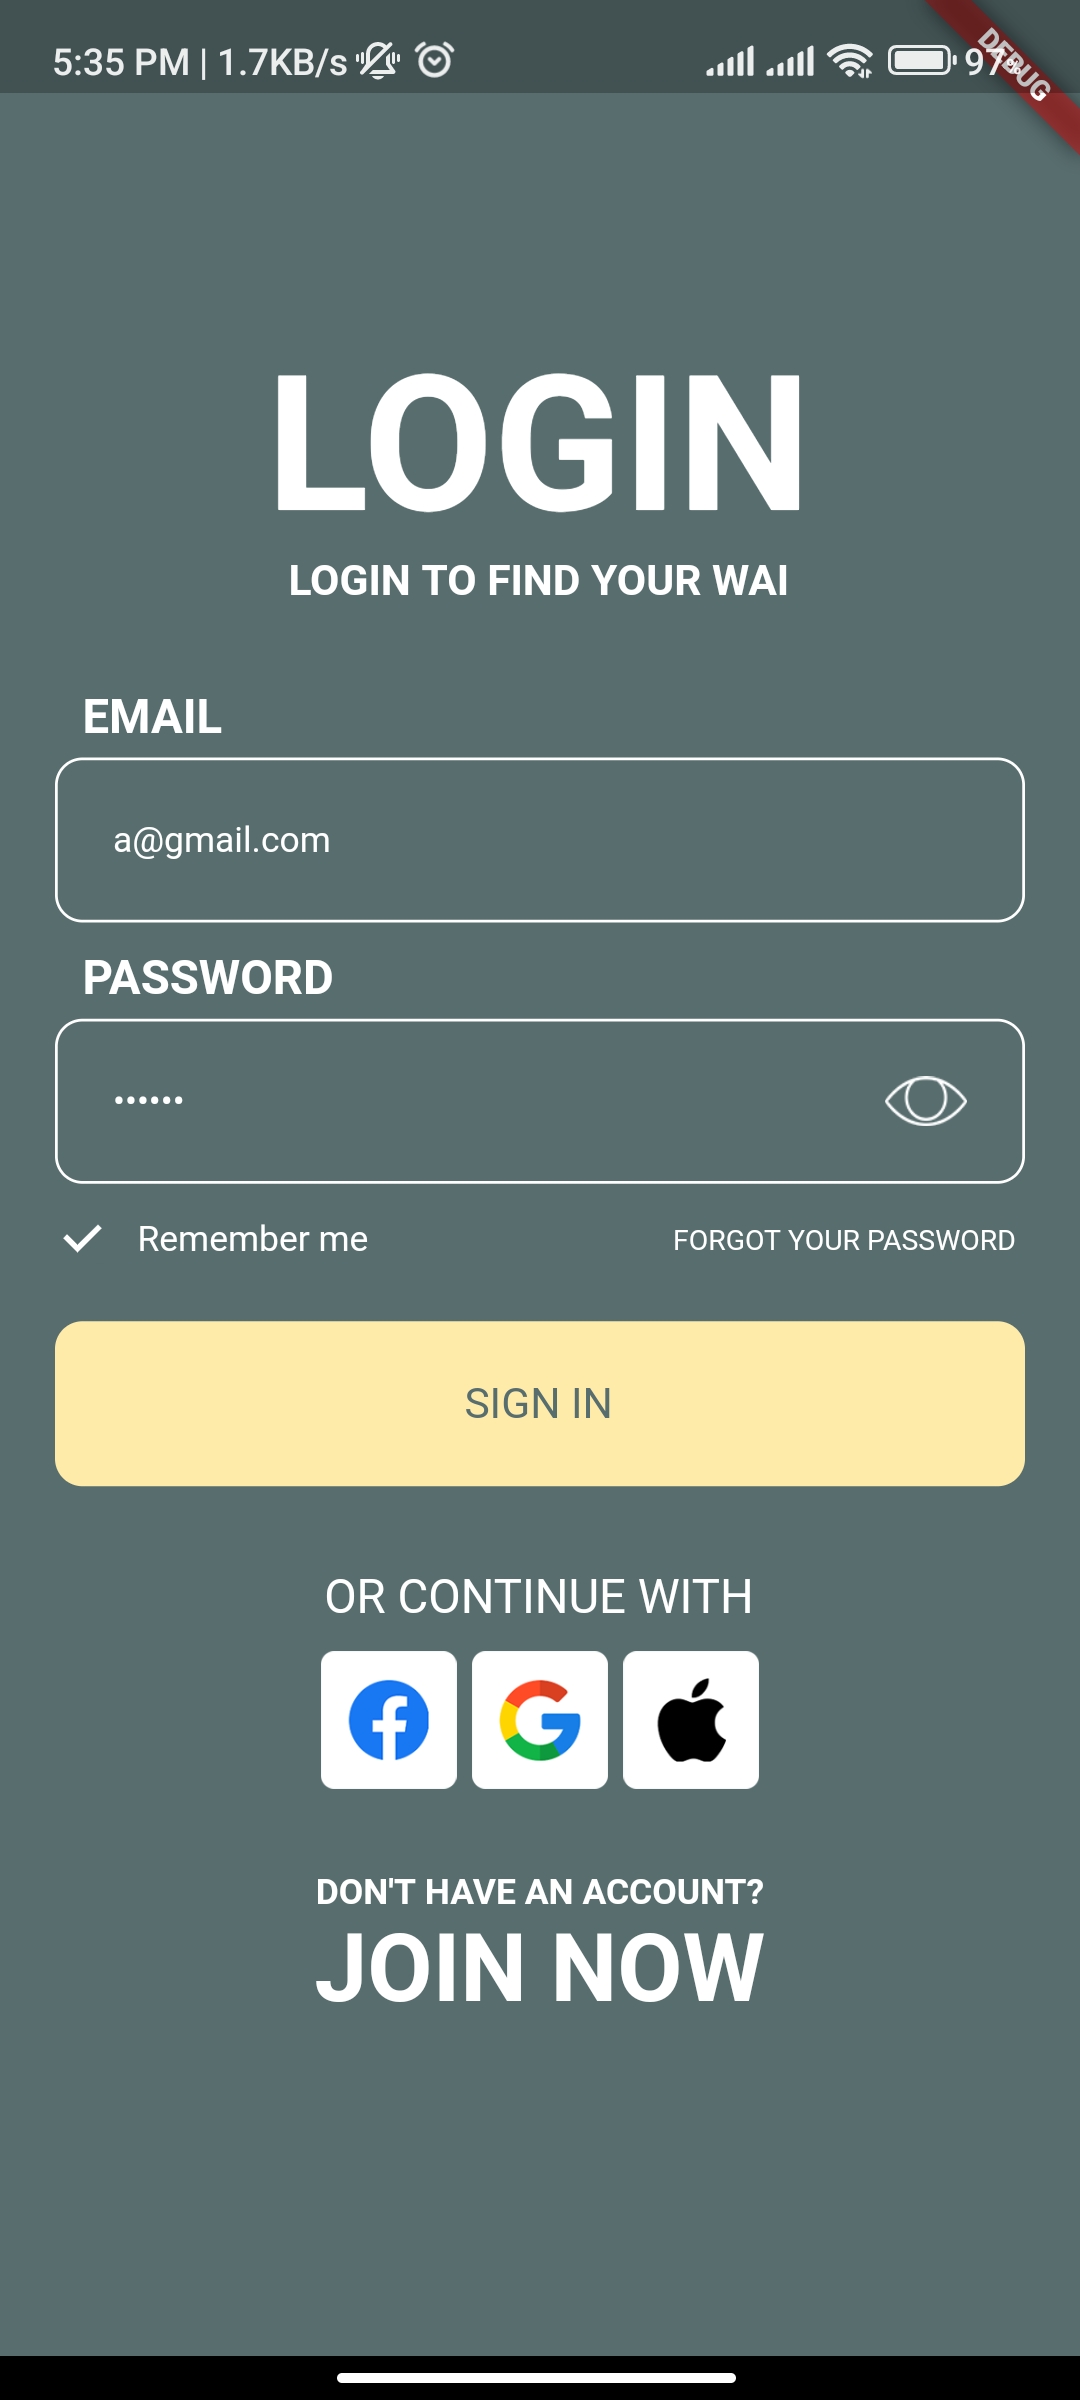 5:35 PM | 1.7KB/s 97%
DEBUG
LOGIN
LOGIN TO FIND YOUR WAI
EMAIL
a@gmail.com
PASSWORD
••••••
Remember me FORGOT YOUR PASSWORD
SIGN IN
OR CONTINUE WITH
DON'T HAVE AN ACCOUNT?
JOIN NOW